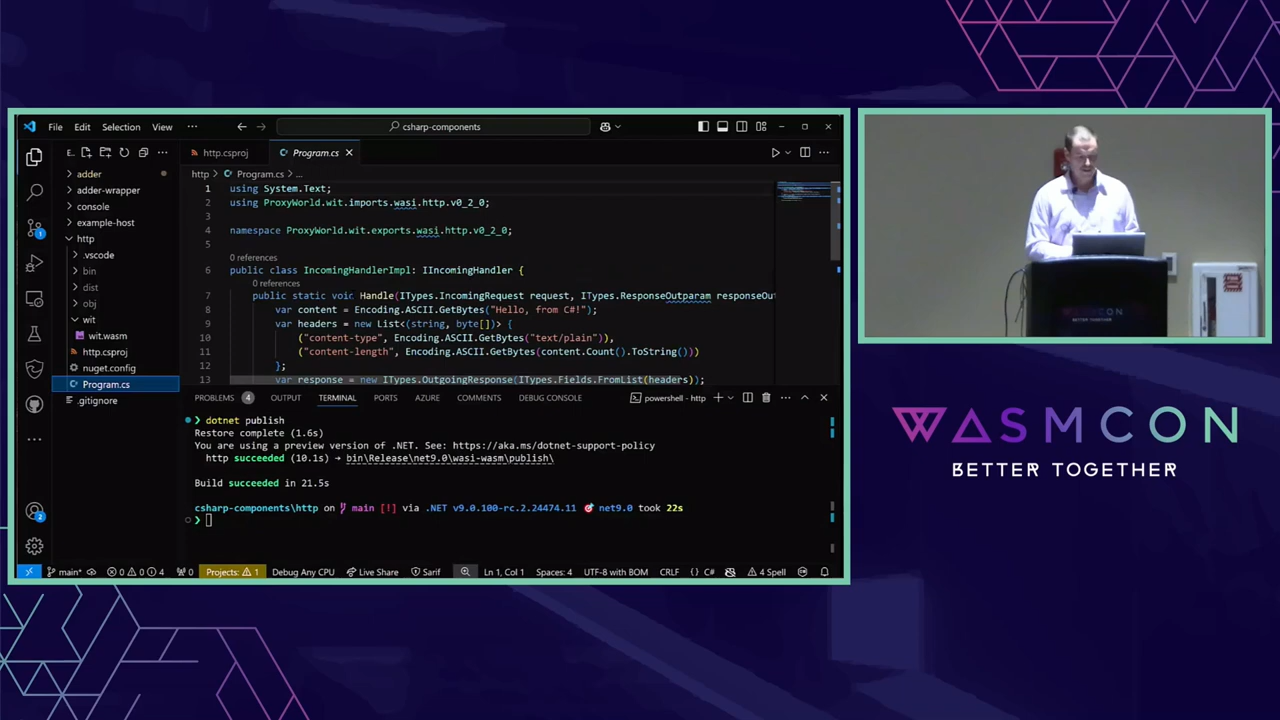 File Edit Selection View ··· csharp-components
E... ···
http.csproj
Program.cs
adder
adder-wrapper
console
example-host
http
.vscode
bin
dist
obj
wit
wit.wasm
http.csproj
nuget.config
Program.cs
.gitignore
1
2
http > Program.cs > ...
1 using System.Text;
2 using ProxyWorld.wit.imports.wasi.http.v0_2_0;
3
4 namespace ProxyWorld.wit.exports.wasi.http.v0_2_0;
5
0 references
6 public class IncomingHandlerImpl: IIncomingHandler {
0 references
7 public static void Handle(ITypes.IncomingRequest request, ITypes.ResponseOutparam responseOut
8 var content = Encoding.ASCII.GetBytes("Hello, from C#!");
9 var headers = new List<(string, byte[])> {
10 ("content-type", Encoding.ASCII.GetBytes("text/plain")),
11 ("content-length", Encoding.ASCII.GetBytes(content.Count().ToString()))
12 };
13 var response = new ITypes.OutgoingResponse(ITypes.Fields.FromList(headers));
PROBLEMS 4 OUTPUT TERMINAL PORTS AZURE COMMENTS DEBUG CONSOLE powershell - http
❯ dotnet publish
Restore complete (1.6s)
You are using a preview version of .NET. See: https://aka.ms/dotnet-support-policy
http succeeded (10.1s) → bin\Release\net9.0\wasi-wasm\publish\
Build succeeded in 21.5s
csharp-components\http on main [!] via .NET v9.0.100-rc.2.24474.11 🎯 net9.0 took 22s
❯
main* 0 0 4 0 Projects: 1 Debug Any CPU Live Share Sarif Ln 1, Col 1 Spaces: 4 UTF-8 with BOM CRLF {} C# 4 Spell
WASMCON
BETTER TOGETHER